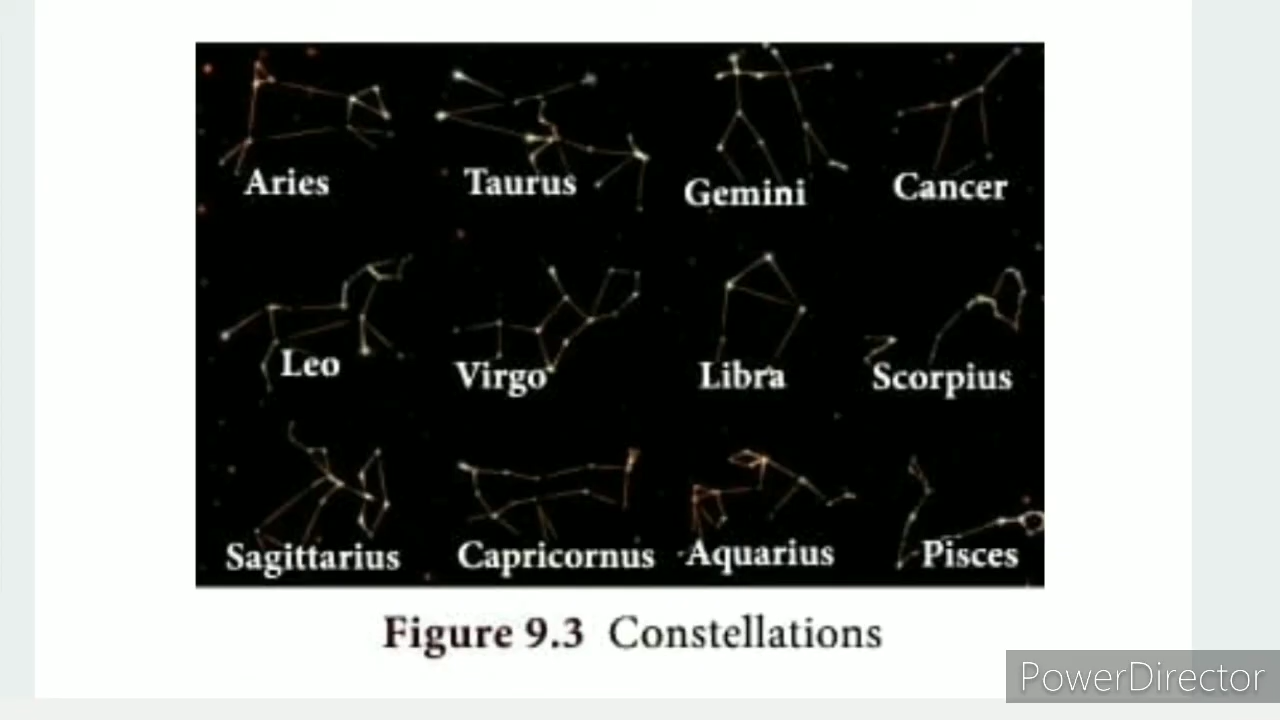 Aries Taurus Gemini Cancer
Leo Virgo Libra Scorpius
Sagittarius Capricornus Aquarius Pisces
Figure 9.3 Constellations
PowerDirector